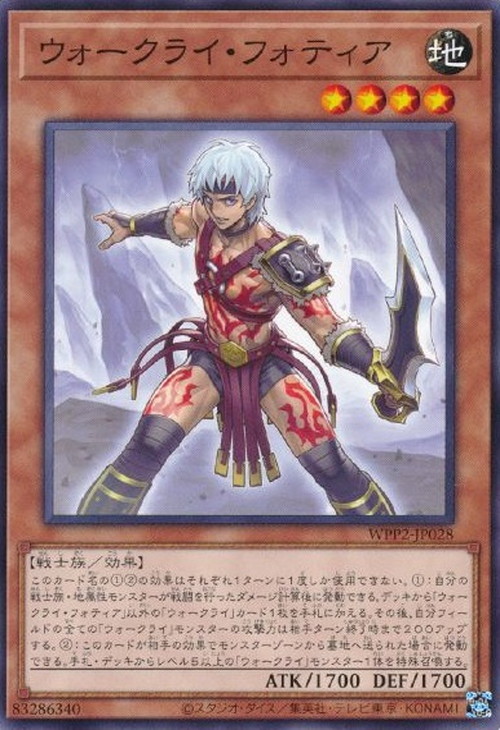 ウォークライ・フォティア
地
WPP2-JP028
【戦士族/効果】
このカード名の①②の効果はそれぞれ1ターンに1度しか使用できない。①:自分の
戦士族・地属性モンスターが戦闘を行ったダメージ計算後に発動できる。デッキから「ウォー
クライ・フォティア」以外の「ウォークライ」カード1枚を手札に加える。その後、自分フィー
ルドの全ての「ウォークライ」モンスターの攻撃力は相手ターン終了時まで200アップ
する。②:このカードが相手の効果でモンスターゾーンから墓地へ送られた場合に発動
できる。手札・デッキからレベル5以上の「ウォークライ」モンスター1体を特殊召喚する。
ATK/1700 DEF/1700
83286340 ©スタジオ・ダイス/集英社・テレビ東京・KONAMI